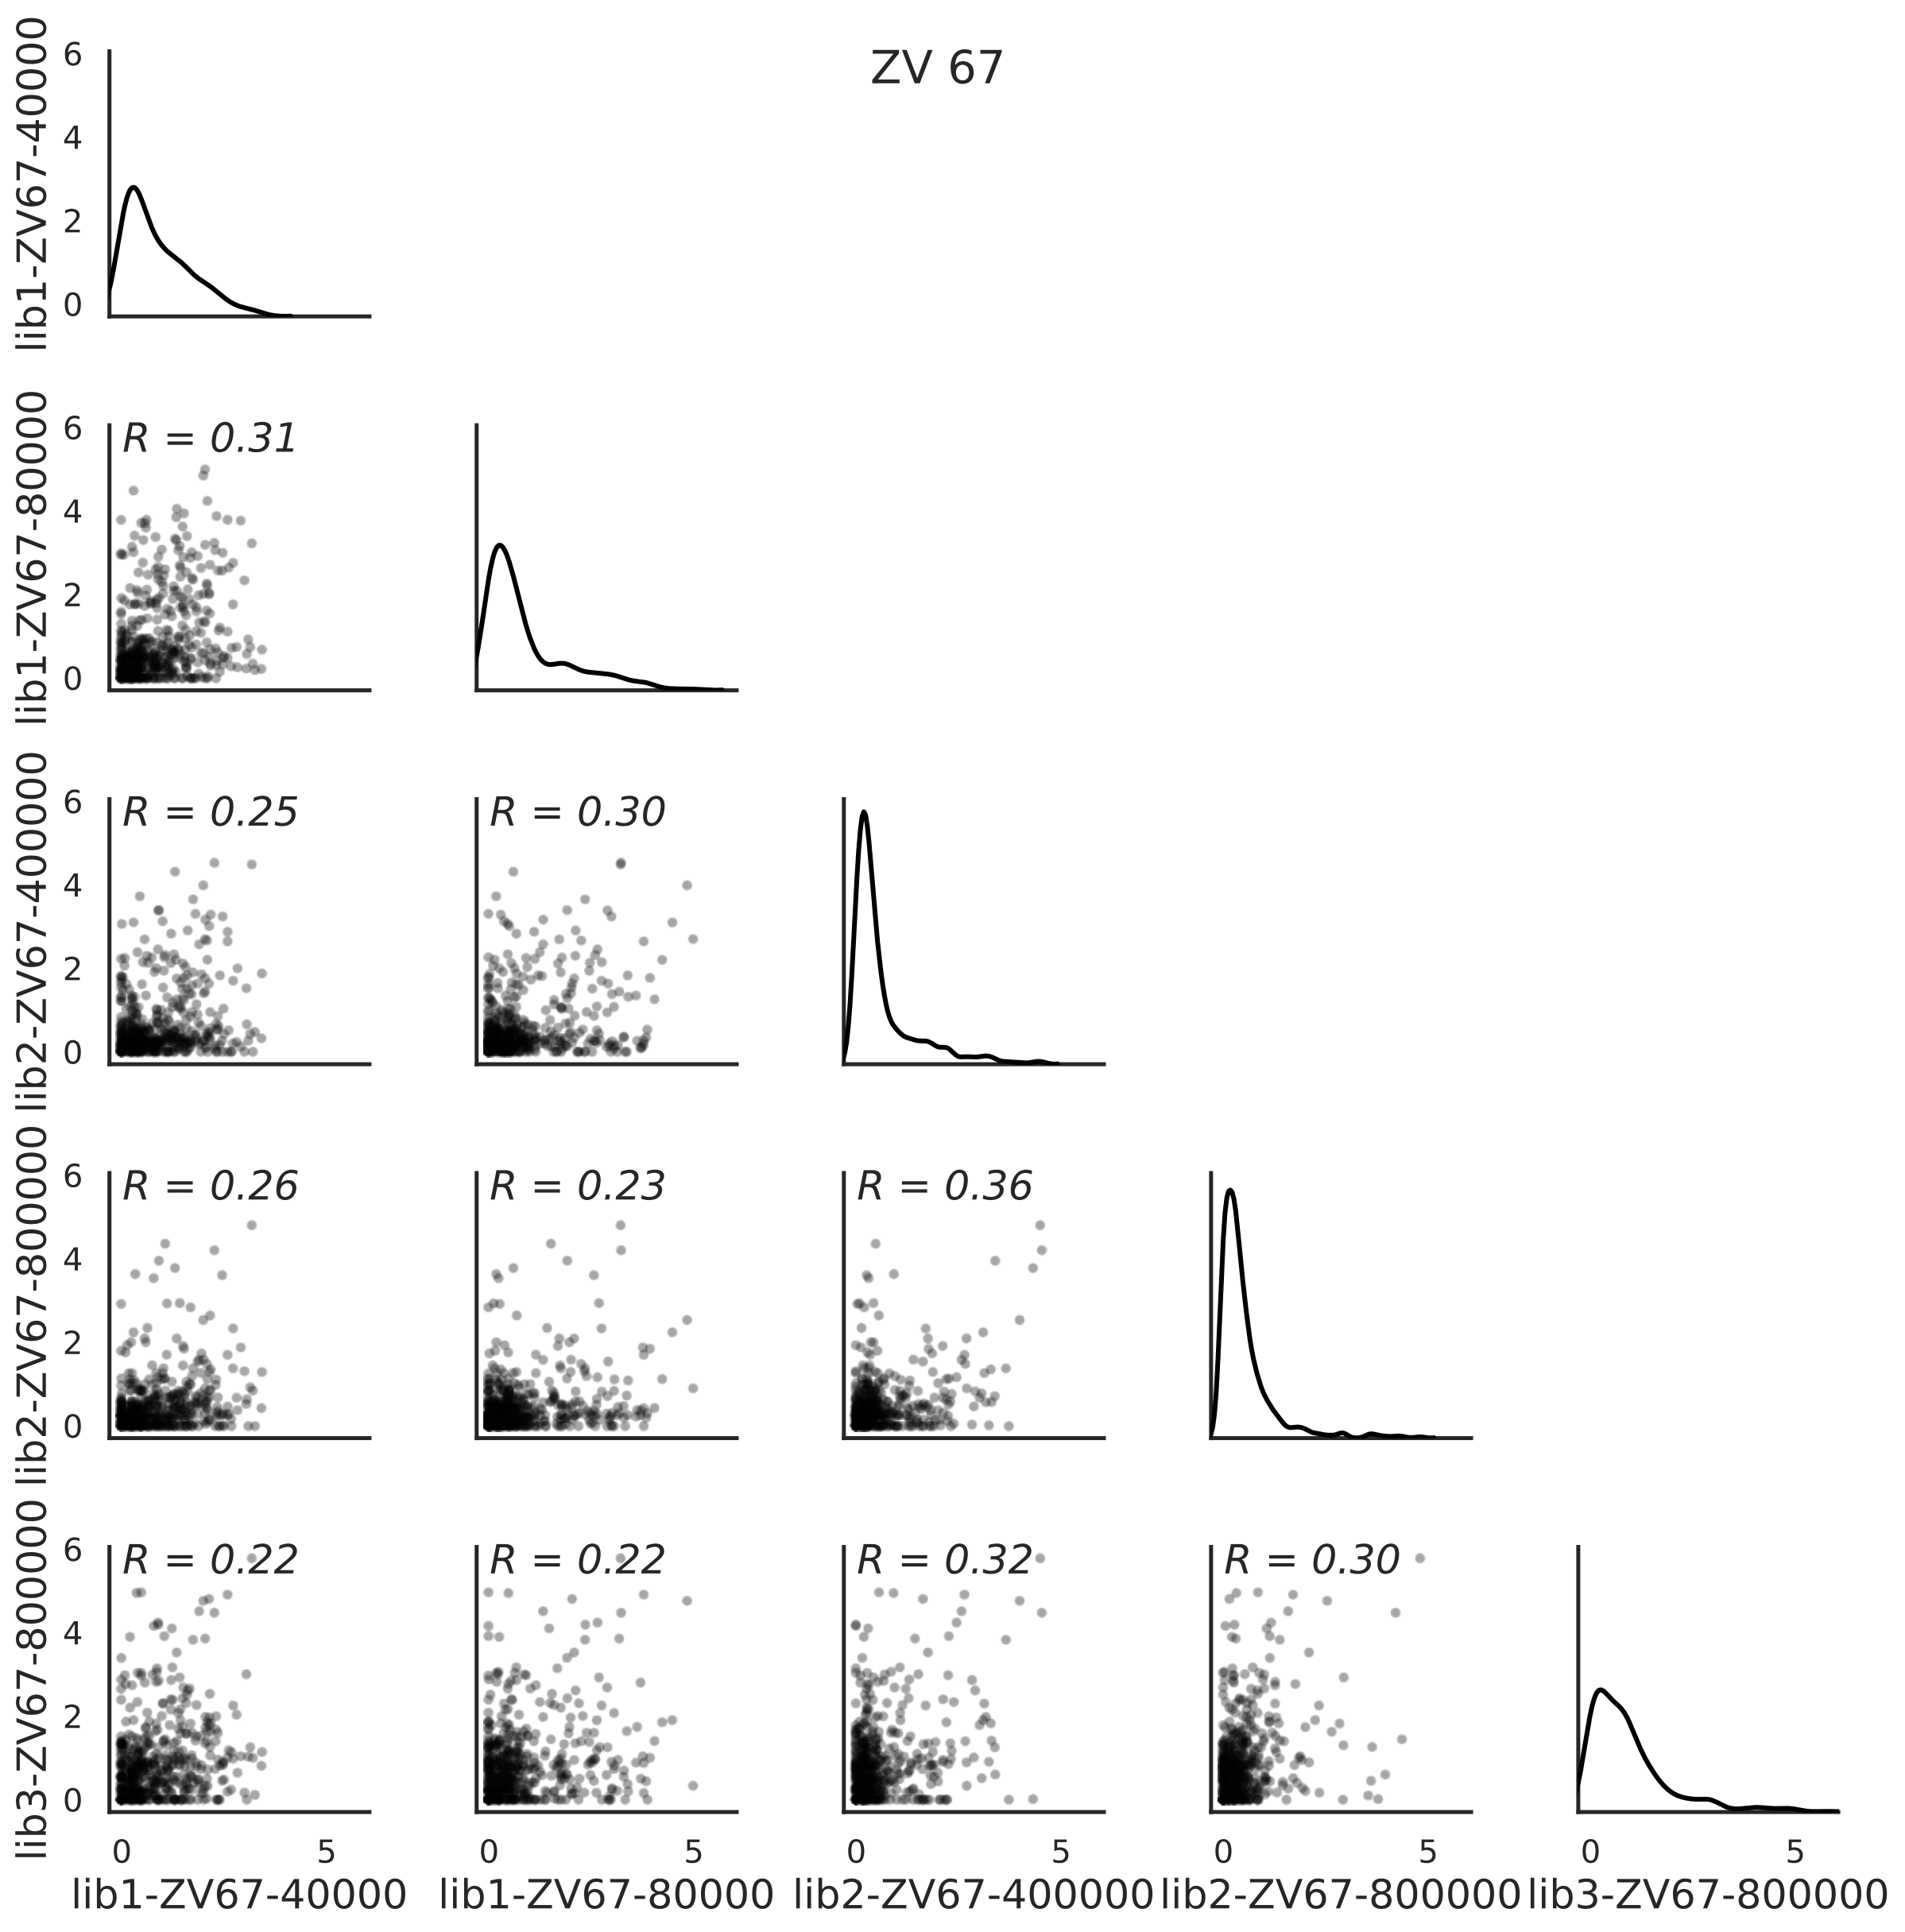 ZV 67
lib1-ZV67-40000
6
4
2
0
lib1-ZV67-80000
6
4
2
0
R = 0.31
lib2-ZV67-400000
6
4
2
0
R = 0.25
R = 0.30
lib2-ZV67-800000
6
4
2
0
R = 0.26
R = 0.23
R = 0.36
lib3-ZV67-800000
6
4
2
0
R = 0.22
R = 0.22
R = 0.32
R = 0.30
0 5 0 5 0 5 0 5 0 5
lib1-ZV67-40000 lib1-ZV67-80000 lib2-ZV67-400000 lib2-ZV67-800000 lib3-ZV67-800000